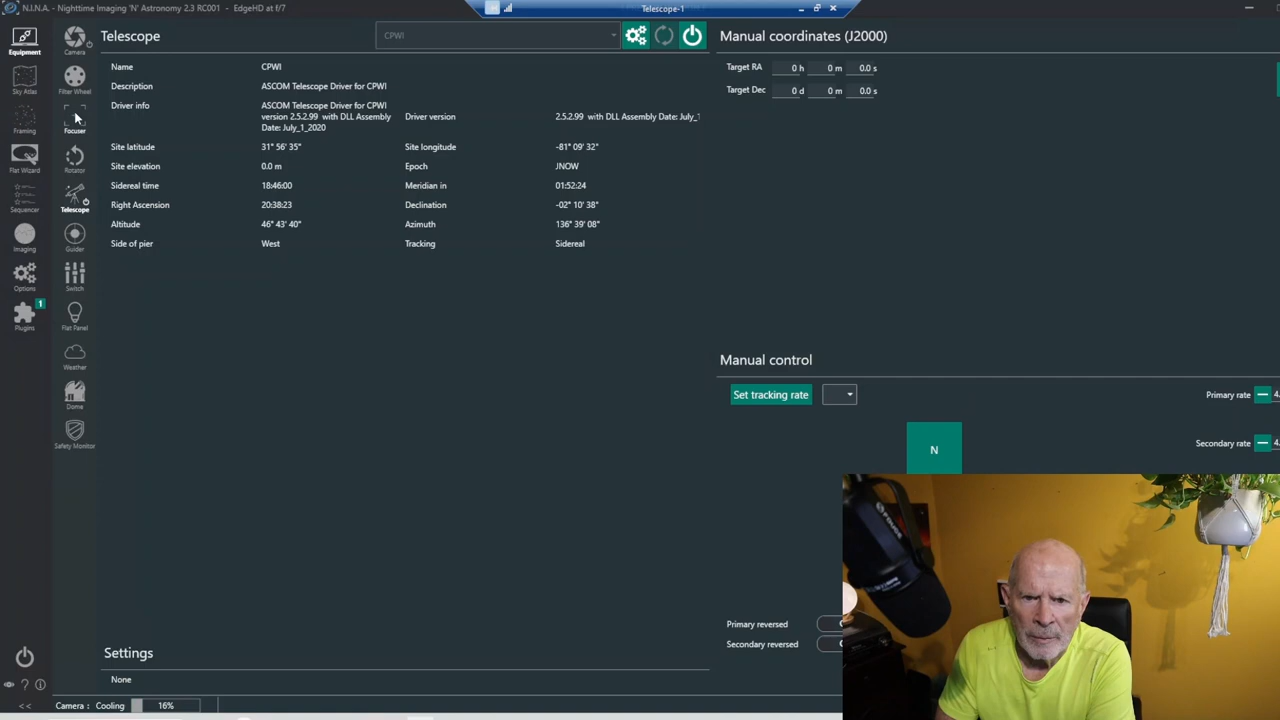 N.I.N.A. - Nighttime Imaging 'N' Astronomy 2.3 RC001 - EdgeHD at f/7
Telescope-1
Equipment
Sky Atlas
Framing
Flat Wizard
Sequencer
Imaging
Options
1
Plugins
Camera
Filter Wheel
Focuser
Rotator
Telescope
Guider
Switch
Flat Panel
Weather
Dome
Safety Monitor
Telescope
CPWI
Name CPWI
Description ASCOM Telescope Driver for CPWI
Driver info ASCOM Telescope Driver for CPWI
version 2.5.2.99 with DLL Assembly
Date: July_1_2020
Driver version 2.5.2.99 with DLL Assembly Date: July_1
Site latitude 31° 56' 35" Site longitude -81° 09' 32"
Site elevation 0.0 m Epoch JNOW
Sidereal time 18:46:00 Meridian in 01:52:24
Right Ascension 20:38:23 Declination -02° 10' 38"
Altitude 46° 43' 40" Azimuth 136° 39' 08"
Side of pier West Tracking Sidereal
Settings
None
Manual coordinates (J2000)
Target RA 0 h 0 m 0.0 s
Target Dec 0 d 0 m 0.0 s
Manual control
Set tracking rate
Primary rate 4.
Secondary rate 4.
N
Primary reversed
Secondary reversed
<< Camera : Cooling 16%